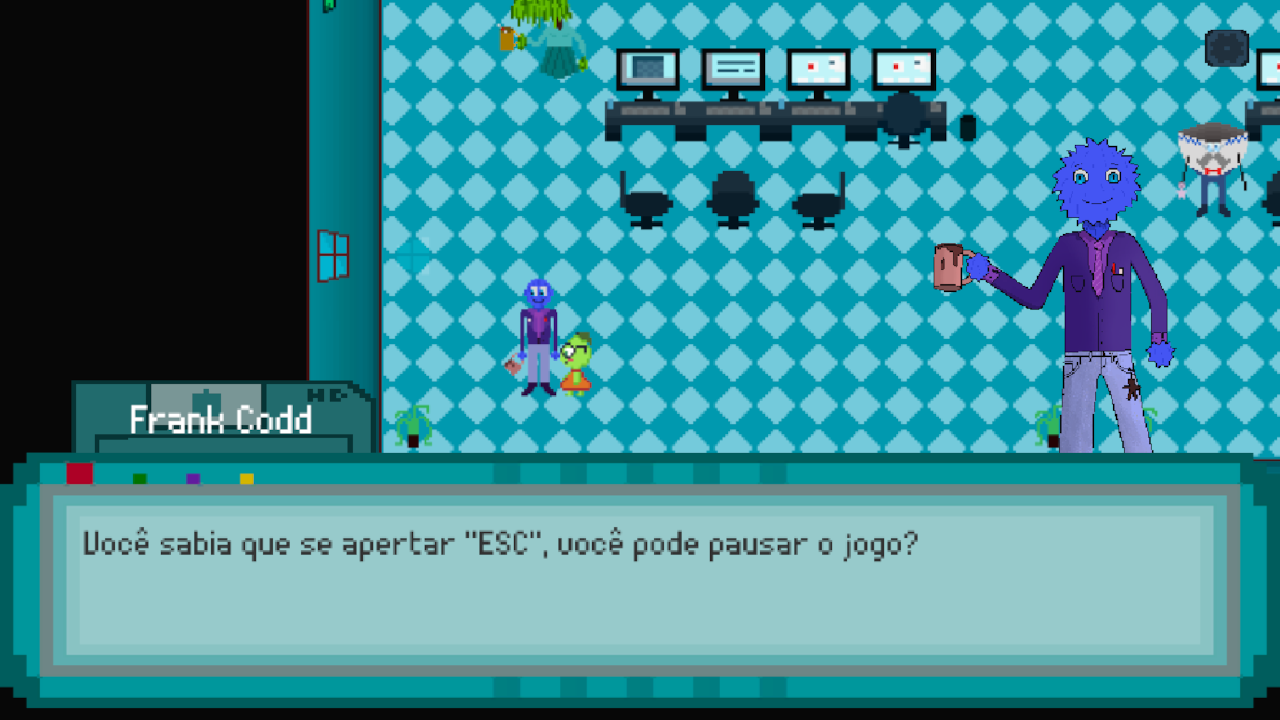 Frank Codd
Você sabia que se apertar "ESC", você pode pausar o jogo?